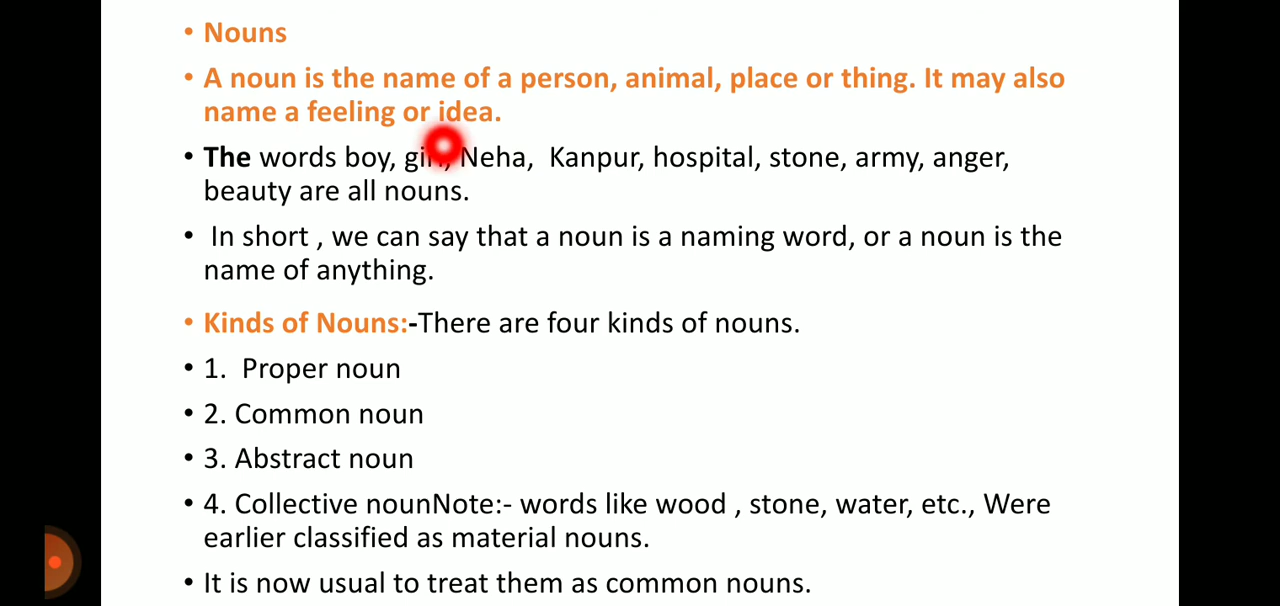 • Nouns
• A noun is the name of a person, animal, place or thing. It may also
name a feeling or idea.
• The words boy, girl, Neha,  Kanpur, hospital, stone, army, anger,
beauty are all nouns.
•  In short , we can say that a noun is a naming word, or a noun is the
name of anything.
• Kinds of Nouns:-There are four kinds of nouns.
• 1.  Proper noun
• 2. Common noun
• 3. Abstract noun
• 4. Collective nounNote:- words like wood , stone, water, etc., Were
earlier classified as material nouns.
• It is now usual to treat them as common nouns.